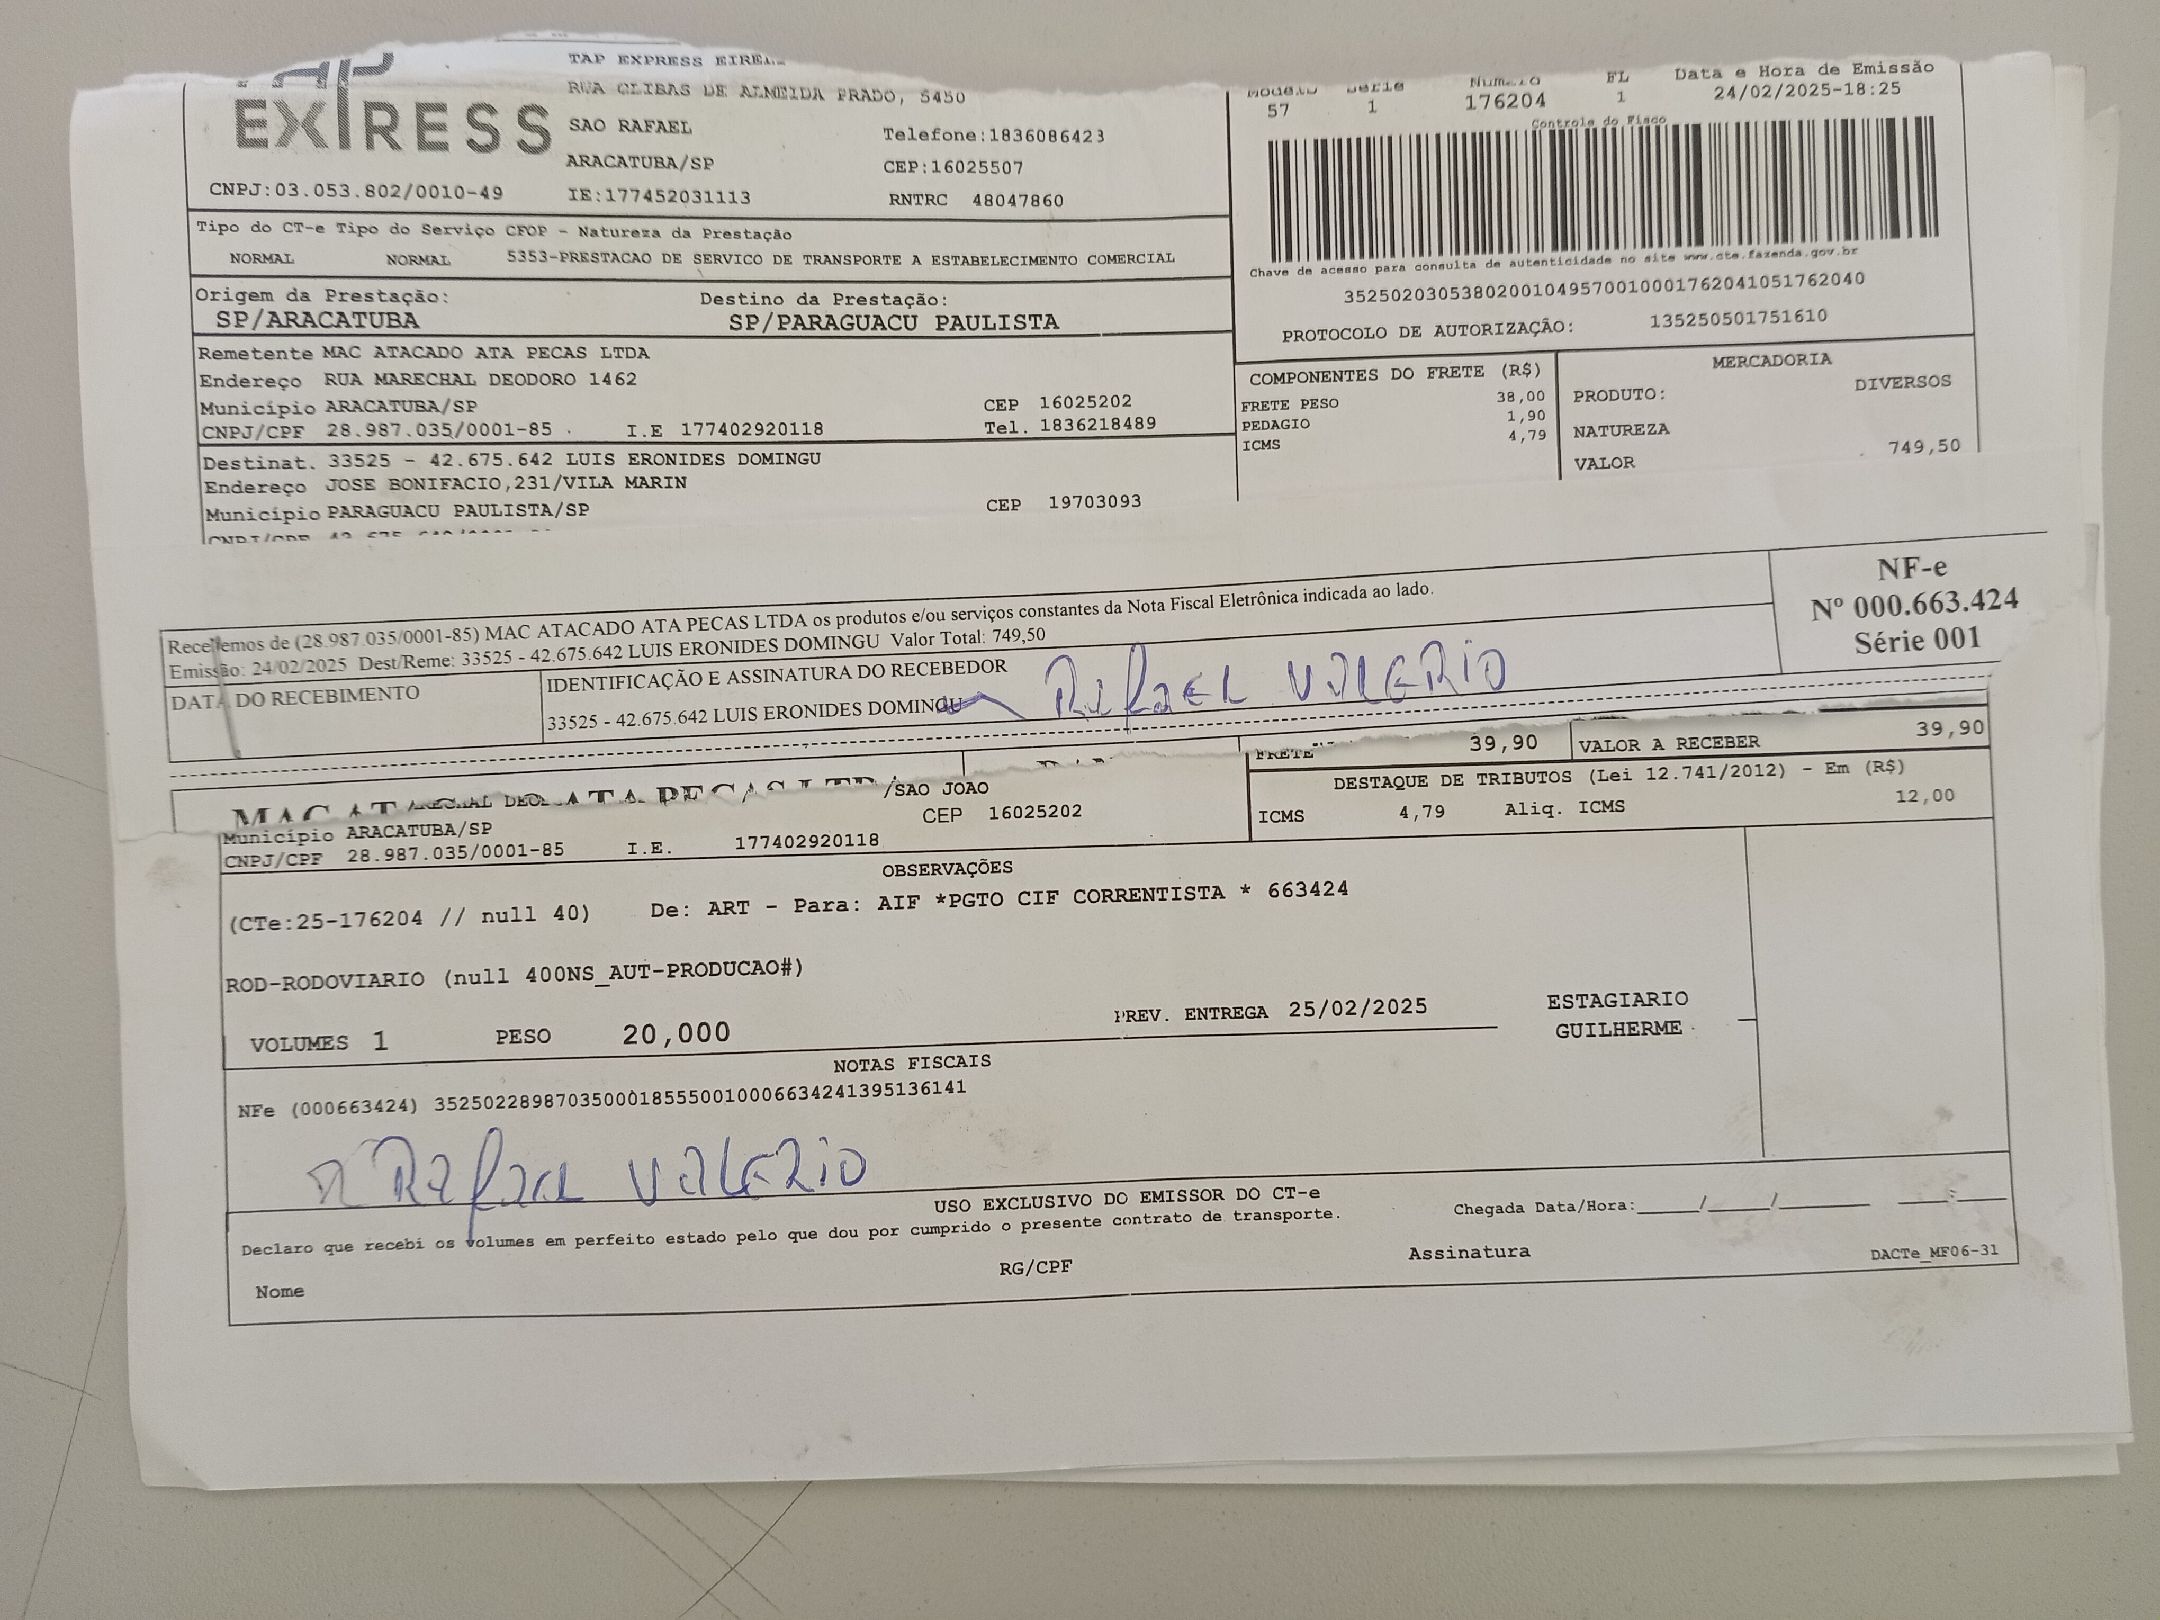 EXPRESS
TAP EXPRESS
RUA CLIBAS DE ALMEIDA PRADO, 5450
SAO RAFAEL
Telefone:1836086423
ARACATUBA/SP
CEP:16025507
CNPJ:03.053.802/0010-49
IE:177452031113
RNTRC 48047860
Modelo Serie Numero FL Data e Hora de Emissão
57 1 176204 1 24/02/2025-18:25
Controle do Fisco
Chave de acesso para consulta de autenticidade no site www.cte.fazenda.gov.br
35250203053802001049570010001762041051762040
PROTOCOLO DE AUTORIZAÇÃO: 135250501751610
Tipo do CT-e Tipo do Serviço CFOP - Natureza da Prestação
NORMAL NORMAL 5353-PRESTACAO DE SERVICO DE TRANSPORTE A ESTABELECIMENTO COMERCIAL
Origem da Prestação: Destino da Prestação:
SP/ARACATUBA SP/PARAGUACU PAULISTA
Remetente MAC ATACADO ATA PECAS LTDA
Endereço RUA MARECHAL DEODORO 1462
Município ARACATUBA/SP CEP 16025202
CNPJ/CPF 28.987.035/0001-85 I.E 177402920118 Tel. 1836218489
Destinat. 33525 - 42.675.642 LUIS ERONIDES DOMINGU
Endereço JOSE BONIFACIO,231/VILA MARIN
Município PARAGUACU PAULISTA/SP CEP 19703093
COMPONENTES DO FRETE (R$)
FRETE PESO 38,00
PEDAGIO 1,90
ICMS 4,79
MERCADORIA
PRODUTO: DIVERSOS
NATUREZA
VALOR 749,50
Recebemos de (28.987.035/0001-85) MAC ATACADO ATA PECAS LTDA os produtos e/ou serviços constantes da Nota Fiscal Eletrônica indicada ao lado.
Emissão: 24/02/2025 Dest/Reme: 33525 - 42.675.642 LUIS ERONIDES DOMINGU Valor Total: 749,50
DATA DO RECEBIMENTO
IDENTIFICAÇÃO E ASSINATURA DO RECEBEDOR
33525 - 42.675.642 LUIS ERONIDES DOMINGU
Rafael VALERIO
NF-e
Nº 000.663.424
Série 001
FRETE 39,90 VALOR A RECEBER 39,90
MAC ATA PECAS
/SAO JOAO
CEP 16025202
Município ARACATUBA/SP
CNPJ/CPF 28.987.035/0001-85 I.E. 177402920118
DESTAQUE DE TRIBUTOS (Lei 12.741/2012) - Em (R$)
ICMS 4,79 Aliq. ICMS 12,00
OBSERVAÇÕES
(CTe:25-176204 // null 40) De: ART - Para: AIF *PGTO CIF CORRENTISTA * 663424
ROD-RODOVIARIO (null 400NS_AUT-PRODUCAO#)
VOLUMES 1 PESO 20,000 PREV. ENTREGA 25/02/2025
ESTAGIARIO
GUILHERME
NOTAS FISCAIS
NFe (000663424) 35250228987035000185550010006634241395136141
Rafael VALERIO
USO EXCLUSIVO DO EMISSOR DO CT-e
Declaro que recebi os volumes em perfeito estado pelo que dou por cumprido o presente contrato de transporte.
Chegada Data/Hora:_____/_____/________ ____:____
Nome RG/CPF Assinatura DACTe_MF06-31